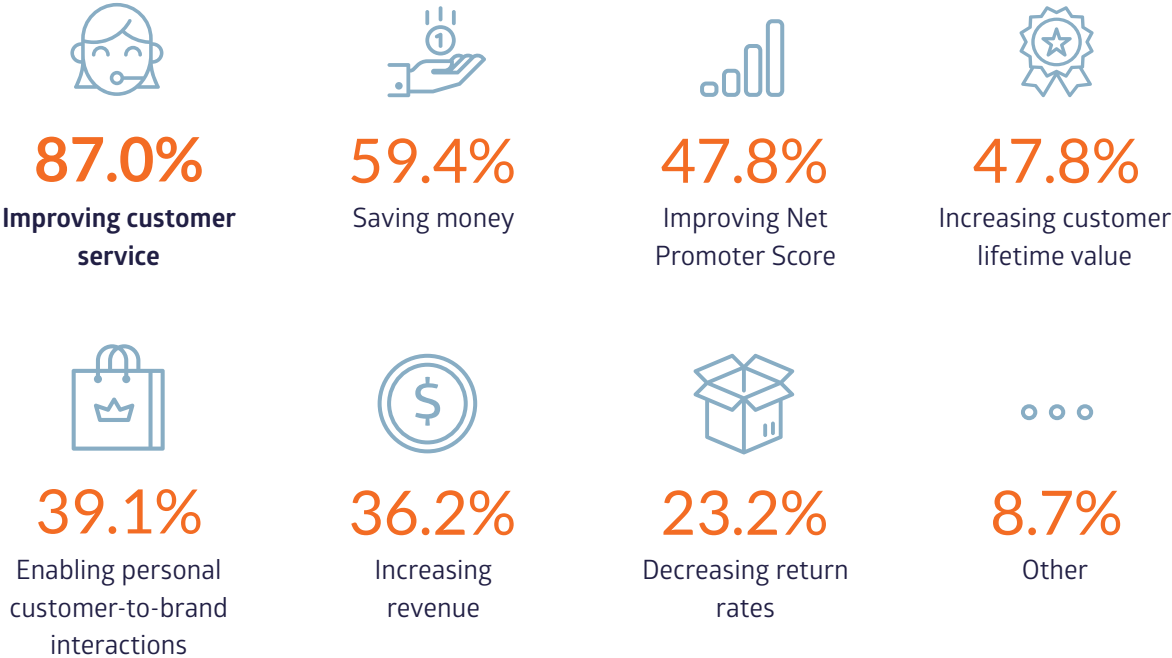 1
87.0%
Improving customer
service
59.4%
Saving money
47.8%
Improving Net
Promoter Score
47.8%
Increasing customer
lifetime value
$
39.1%
Enabling personal
customer-to-brand
interactions
36.2%
Increasing
revenue
23.2%
Decreasing return
rates
8.7%
Other